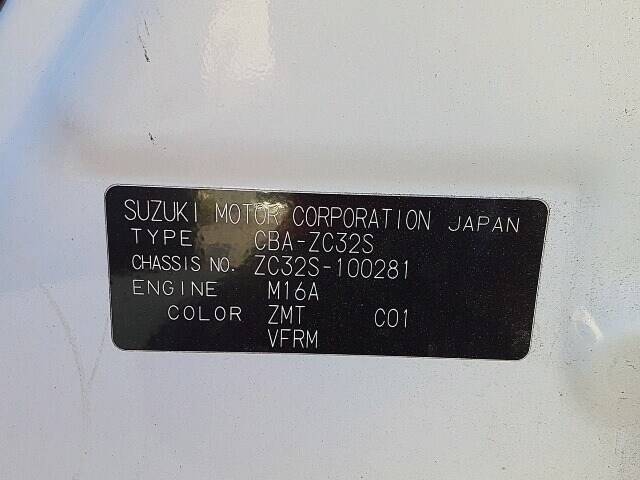 SUZUKI MOTOR CORPORATION JAPAN
TYPE CBA-ZC32S
CHASSIS NO. ZC32S-100281
ENGINE M16A
COLOR ZMT C01
VFRM